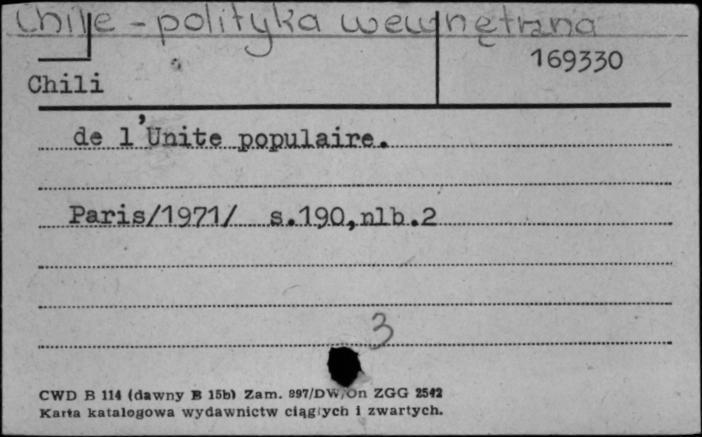 Chile - polityka wewnętrzna
169330
Chili
de l'Unite populaire.
Paris/1971/ s.190,nlb.2
3
CWD B 114 (dawny B 15b) Zam. 897/DW/On ZGG 2542
Karta katalogowa wydawnictw ciągłych i zwartych.